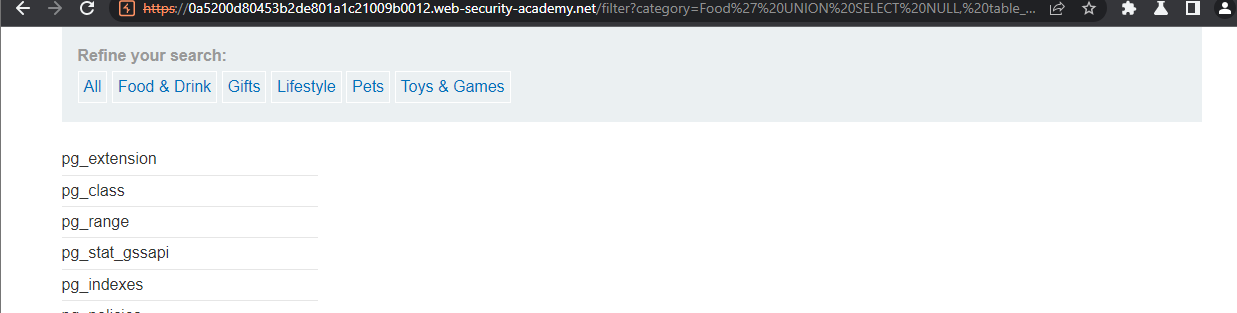 https://0a5200d80453b2de801a1c21009b0012.web-security-academy.net/filter?category=Food%27%20UNION%20SELECT%20NULL,%20table_...
Refine your search:
All Food & Drink Gifts Lifestyle Pets Toys & Games
pg_extension
pg_class
pg_range
pg_stat_gssapi
pg_indexes